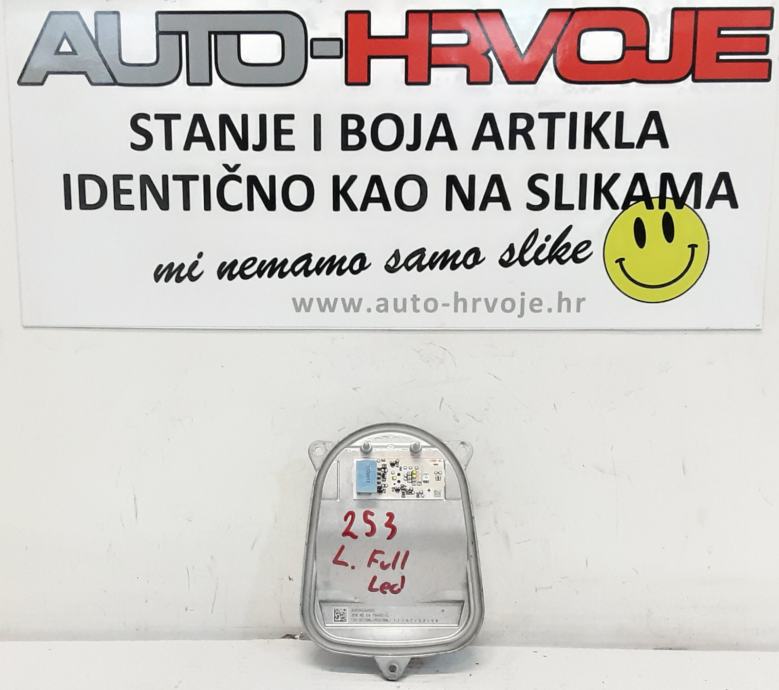 AUTO-HRVOJE
STANJE I BOJA ARTIKLA
IDENTIČNO KAO NA SLIKAMA
mi nemamo samo slike
www.auto-hrvoje.hr
253
L. Full
Led